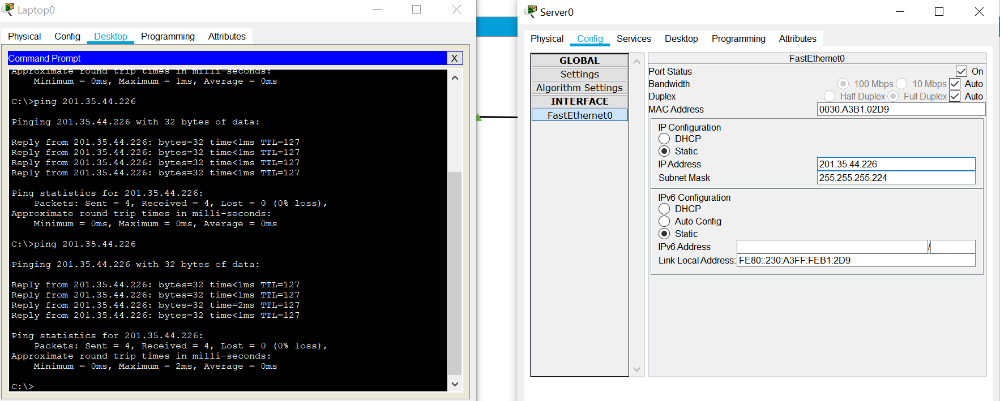 Laptop0
Physical Config Desktop Programming Attributes
Command Prompt X
Approximate round trip times in milli-seconds:
Minimum = 0ms, Maximum = 1ms, Average = 0ms
C:\>ping 201.35.44.226
Pinging 201.35.44.226 with 32 bytes of data:
Reply from 201.35.44.226: bytes=32 time<1ms TTL=127
Reply from 201.35.44.226: bytes=32 time<1ms TTL=127
Reply from 201.35.44.226: bytes=32 time<1ms TTL=127
Reply from 201.35.44.226: bytes=32 time<1ms TTL=127
Ping statistics for 201.35.44.226:
Packets: Sent = 4, Received = 4, Lost = 0 (0% loss),
Approximate round trip times in milli-seconds:
Minimum = 0ms, Maximum = 0ms, Average = 0ms
C:\>ping 201.35.44.226
Pinging 201.35.44.226 with 32 bytes of data:
Reply from 201.35.44.226: bytes=32 time<1ms TTL=127
Reply from 201.35.44.226: bytes=32 time<1ms TTL=127
Reply from 201.35.44.226: bytes=32 time=2ms TTL=127
Reply from 201.35.44.226: bytes=32 time<1ms TTL=127
Ping statistics for 201.35.44.226:
Packets: Sent = 4, Received = 4, Lost = 0 (0% loss),
Approximate round trip times in milli-seconds:
Minimum = 0ms, Maximum = 2ms, Average = 0ms
C:\>
Server0
Physical Config Services Desktop Programming Attributes
GLOBAL
Settings
Algorithm Settings
INTERFACE
FastEthernet0
FastEthernet0
Port Status On
Bandwidth 100 Mbps 10 Mbps Auto
Duplex Half Duplex Full Duplex Auto
MAC Address 0030.A3B1.02D9
IP Configuration
DHCP
Static
IP Address 201.35.44.226
Subnet Mask 255.255.255.224
IPv6 Configuration
DHCP
Auto Config
Static
IPv6 Address /
Link Local Address: FE80::230:A3FF:FEB1:2D9